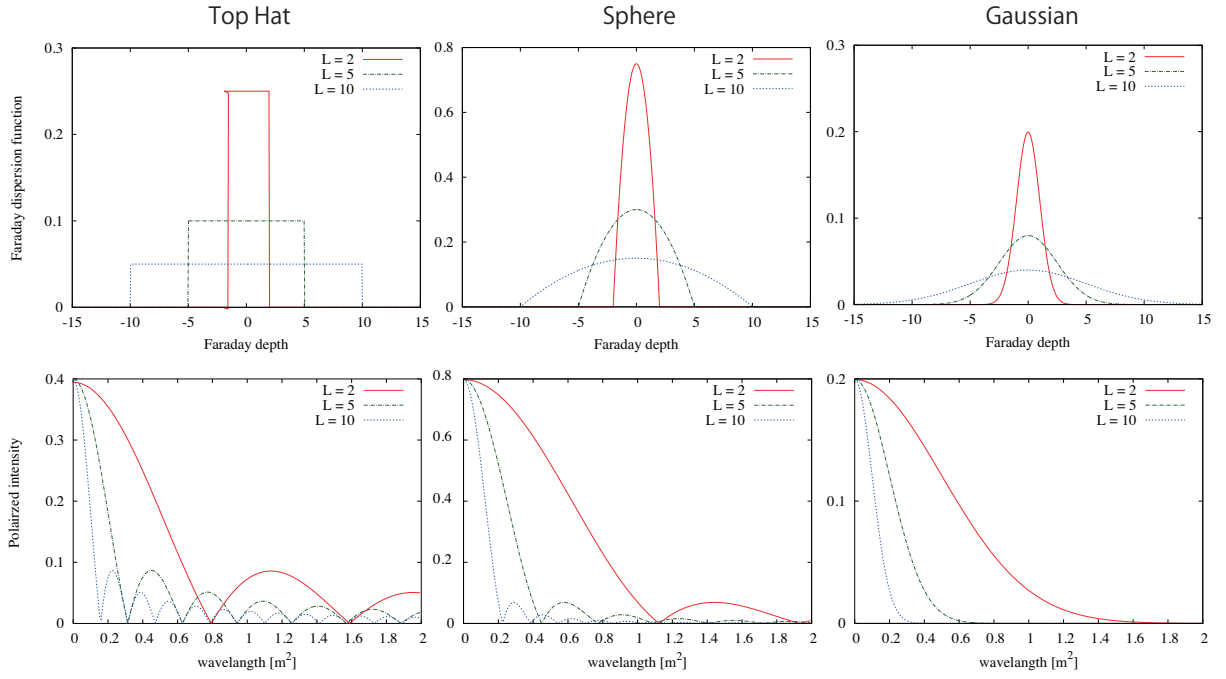 Top Hat
Sphere
Gaussian
Faraday dispersion function
0.3
0.2
0.1
0
L = 2
L = 5
L = 10
-15 -10 -5 0 5 10 15
Faraday depth
0.8
0.6
0.4
0.2
0
L = 2
L = 5
L = 10
-15 -10 -5 0 5 10 15
Faraday depth
0.3
0.2
0.1
0
L = 2
L = 5
L = 10
-15 -10 -5 0 5 10 15
Faraday depth
Polairzed intensity
0.4
0.3
0.2
0.1
0
L = 2
L = 5
L = 10
0 0.2 0.4 0.6 0.8 1 1.2 1.4 1.6 1.8 2
wavelangth [m²]
0.8
0.6
0.4
0.2
0
L = 2
L = 5
L = 10
0 0.2 0.4 0.6 0.8 1 1.2 1.4 1.6 1.8 2
wavelangth [m²]
0.2
0.1
0
L = 2
L = 5
L = 10
0 0.2 0.4 0.6 0.8 1 1.2 1.4 1.6 1.8 2
wavelangth [m²]